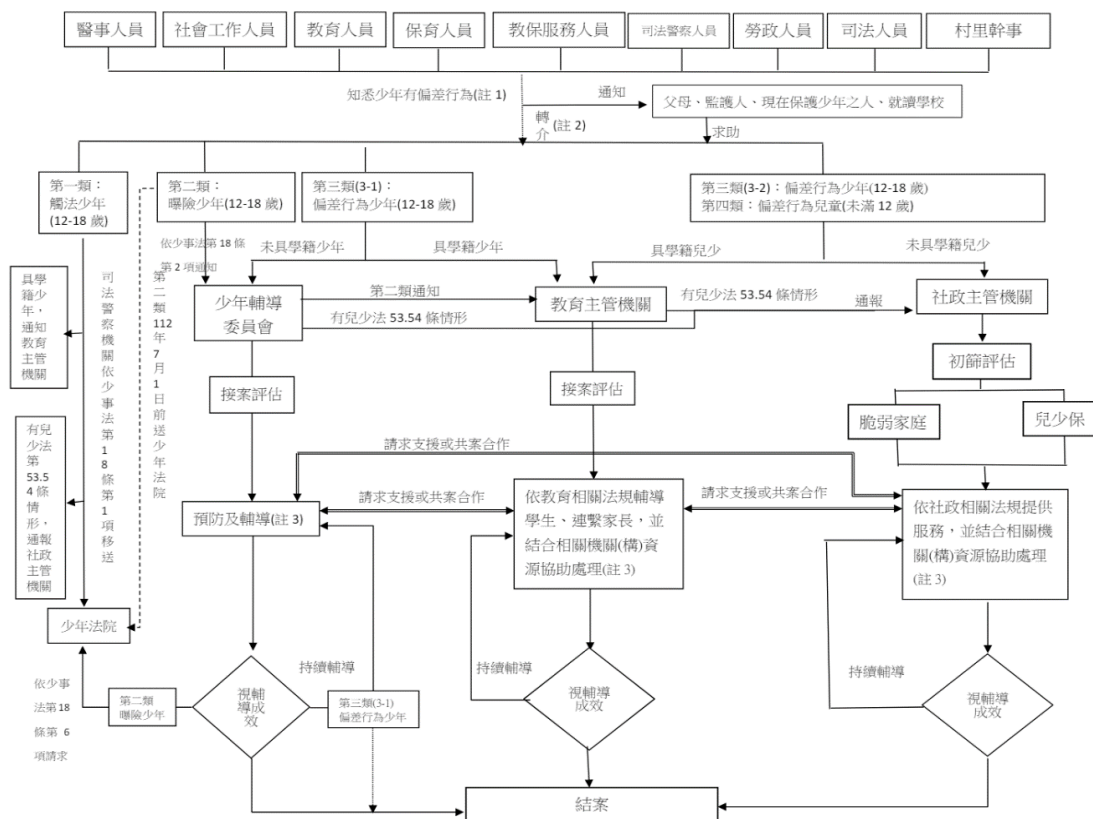 醫事人員
社會工作人員
教育人員
保育人員
教保服務人員
司法警察人員
勞政人員
司法人員
村里幹事
知悉少年有偏差行為(註 1)
通知
父母、監護人、現在保護少年之人、就讀學校
轉介
(註 2)
求助
第一類：
觸法少年
(12-18 歲)
第二類：
曝險少年(12-18 歲)
第三類(3-1)：
偏差行為少年(12-18 歲)
第三類(3-2)：偏差行為少年(12-18 歲)
第四類：偏差行為兒童(未滿 12 歲)
依少事法第 18 條
第 2 項通知
未具學籍少年
具學籍少年
具學籍兒少
未具學籍兒少
具學籍少年，通知教育主管機關
司法警察機關依少事法第18條第1項移送
第二類112年7月1日前送少年法院
少年輔導
委員會
第二類通知
有兒少法 53.54 條情形
教育主管機關
有兒少法 53.54 條情形
通報
社政主管機關
初篩評估
接案評估
接案評估
脆弱家庭
兒少保
有兒少法第53.54條情形，通報社政主管機關
請求支援或共案合作
預防及輔導(註 3)
請求支援或共案合作
依教育相關法規輔導
學生、連繫家長，並
結合相關機關(構)資
源協助處理(註 3)
請求支援或共案合作
依社政相關法規提供
服務，並結合相關機
關(構)資源協助處理
(註 3)
少年法院
持續輔導
持續輔導
持續輔導
依少事
法第18
條第 6
項請求
第二類
曝險少年
視輔
導成
效
第三類(3-1)
偏差行為少年
視輔導
成效
視輔導
成效
結案